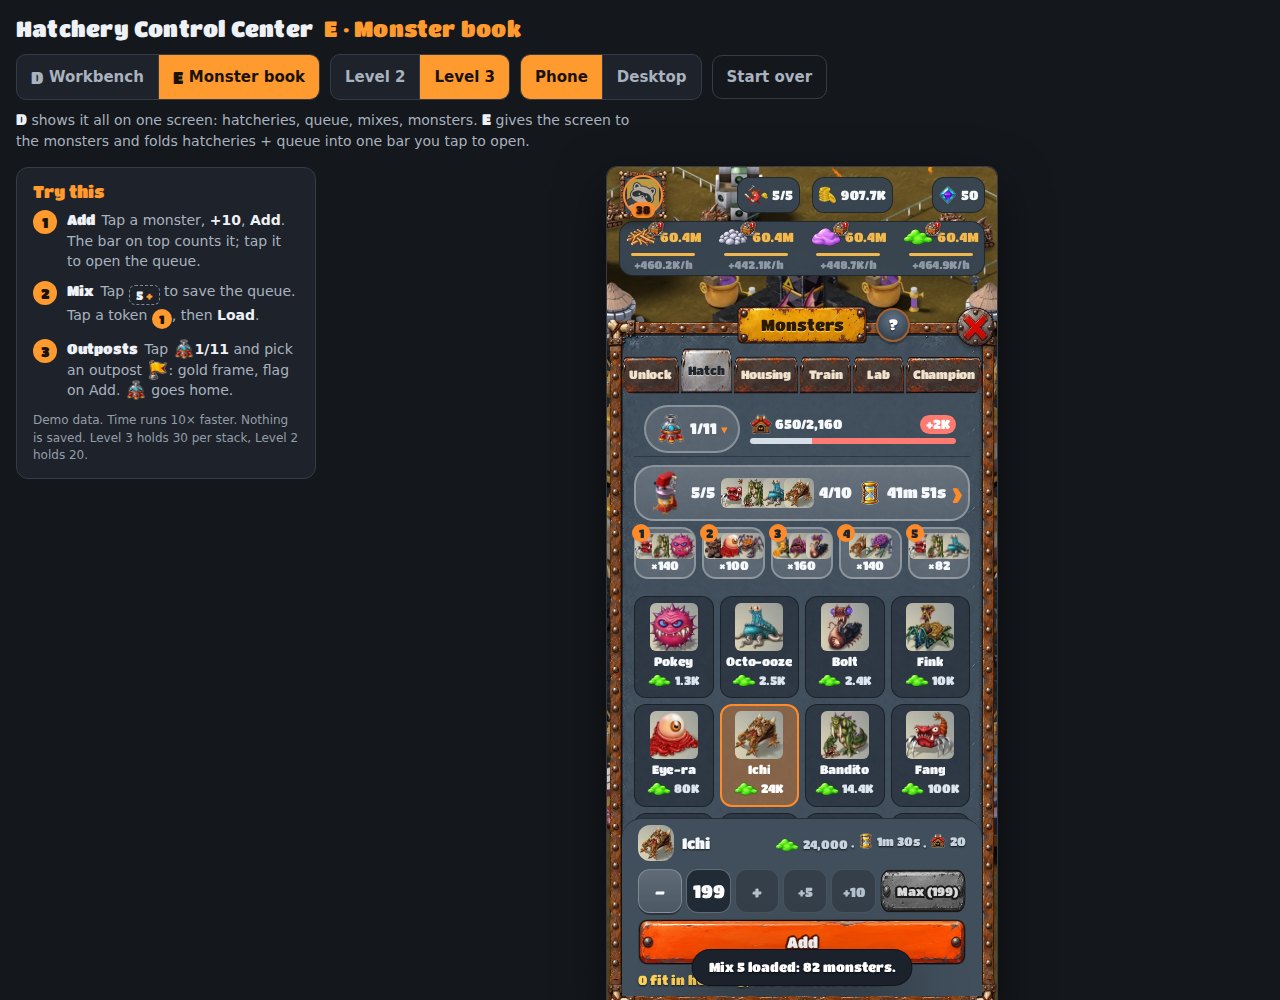 Hatchery Control Center E · Monster book
D Workbench E Monster book Level 2 Level 3 Phone Desktop Start over
D shows it all on one screen: hatcheries, queue, mixes, monsters. E gives the screen to
the monsters and folds hatcheries + queue into one bar you tap to open.
Try this
1 Add Tap a monster, +10, Add.
The bar on top counts it; tap it
to open the queue.
2 Mix Tap 5 + to save the queue.
Tap a token 1, then Load.
3 Outposts Tap 1/11 and pick
an outpost : gold frame, flag
on Add. goes home.
Demo data. Time runs 10× faster. Nothing
is saved. Level 3 holds 30 per stack, Level 2
holds 20.
30 5/5 907.7K 50
60.4M 60.4M 60.4M 60.4M
+460.2K/h +442.1K/h +448.7K/h +464.9K/h
Monsters ?
Unlock Hatch Housing Train Lab Champion
1/11 ▾ 650/2,160 +2K
5/5 4/10 41m 51s ❯
1 2 3 4 5
×140 ×100 ×160 ×140 ×82
Pokey Octo-ooze Bolt Fink
1.3K 2.5K 2.4K 10K
Eye-ra Ichi Bandito Fang
80K 24K 14.4K 100K
Ichi 24,000 · 1m 30s · 20
− 199 + +5 +10 Max (199)
Add
Mix 5 loaded: 82 monsters.
0 fit in